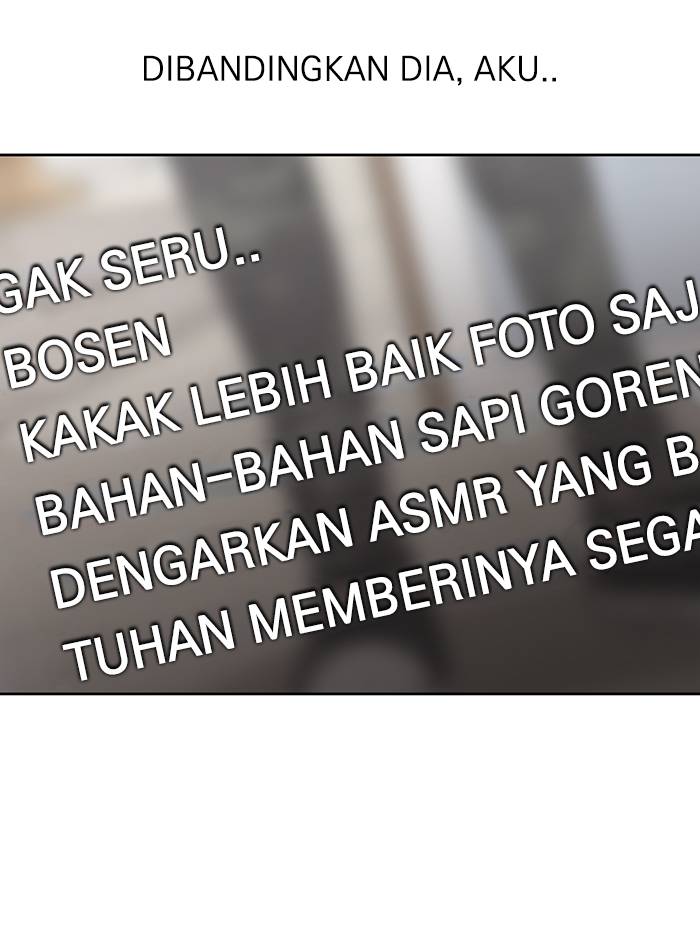 DIBANDINGKAN DIA, AKU..
GAK SERU..
BOSEN
KAKAK LEBIH BAIK FOTO SAJ
BAHAN-BAHAN SAPI GOREN
DENGARKAN ASMR YANG B
TUHAN MEMBERINYA SEGA